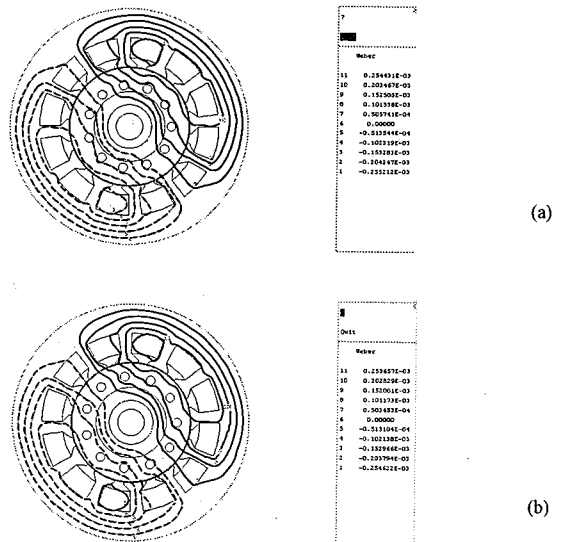 ?
Weber
11 0.254431E-03
10 0.203467E-03
9 0.152503E-03
8 0.101538E-03
7 0.505741E-04
6 0.00000
5 -0.513544E-04
4 -0.102319E-03
3 -0.153283E-03
2 -0.204247E-03
1 -0.255212E-03
(a)
Quit
Weber
11 0.253657E-03
10 0.202829E-03
9 0.152001E-03
8 0.101173E-03
7 0.503453E-04
6 0.00000
5 -0.513104E-04
4 -0.102138E-03
3 -0.152966E-03
2 -0.203794E-03
1 -0.254622E-03
(b)